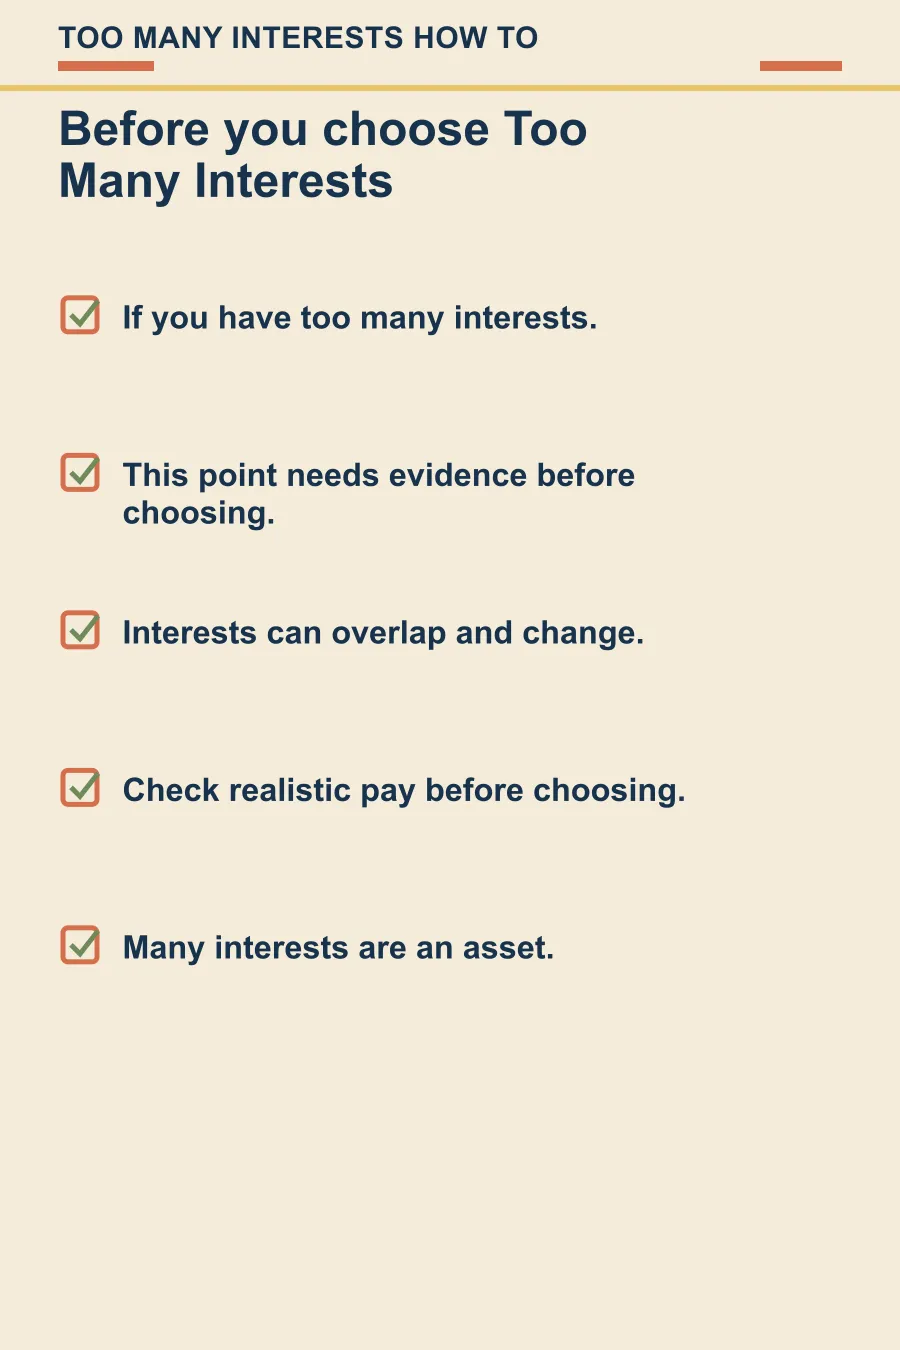 TOO MANY INTERESTS HOW TO
Before you choose Too
Many Interests
If you have too many interests.
This point needs evidence before
choosing.
Interests can overlap and change.
Check realistic pay before choosing.
Many interests are an asset.